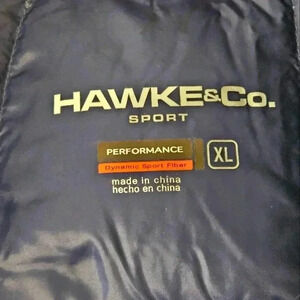 HAWKE&Co.
SPORT
PERFORMANCE XL
Dynamic Sport Fiber
made in china
hecho en china